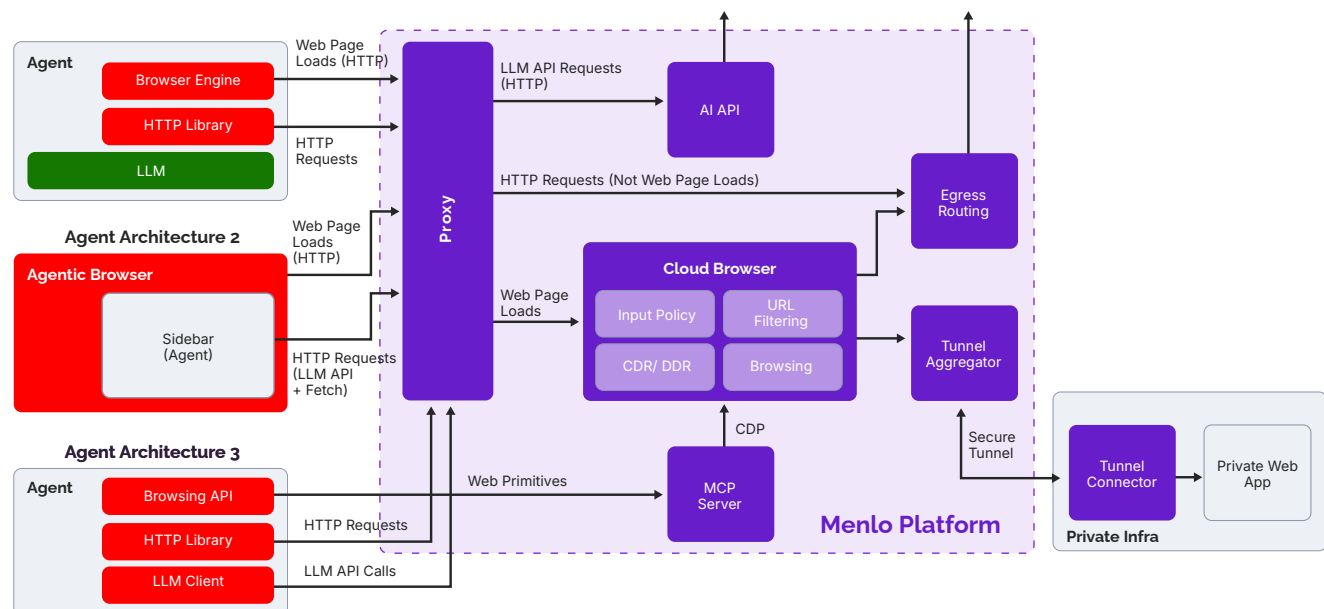 Agent
Browser Engine
HTTP Library
LLM
Web Page
Loads (HTTP)
HTTP
Requests
Agent Architecture 2
Agentic Browser
Sidebar
(Agent)
Web Page
Loads
(HTTP)
HTTP Requests
(LLM API
+ Fetch)
Agent Architecture 3
Agent
Browsing API
HTTP Library
LLM Client
Web Primitives
HTTP Requests
LLM API Calls
Proxy
LLM API Requests
(HTTP)
AI API
HTTP Requests (Not Web Page Loads)
Egress
Routing
Web Page
Loads
Cloud Browser
Input Policy
URL
Filtering
CDR/ DDR
Browsing
Tunnel
Aggregator
CDP
MCP
Server
Secure
Tunnel
Menlo Platform
Tunnel
Connector
Private Web
App
Private Infra